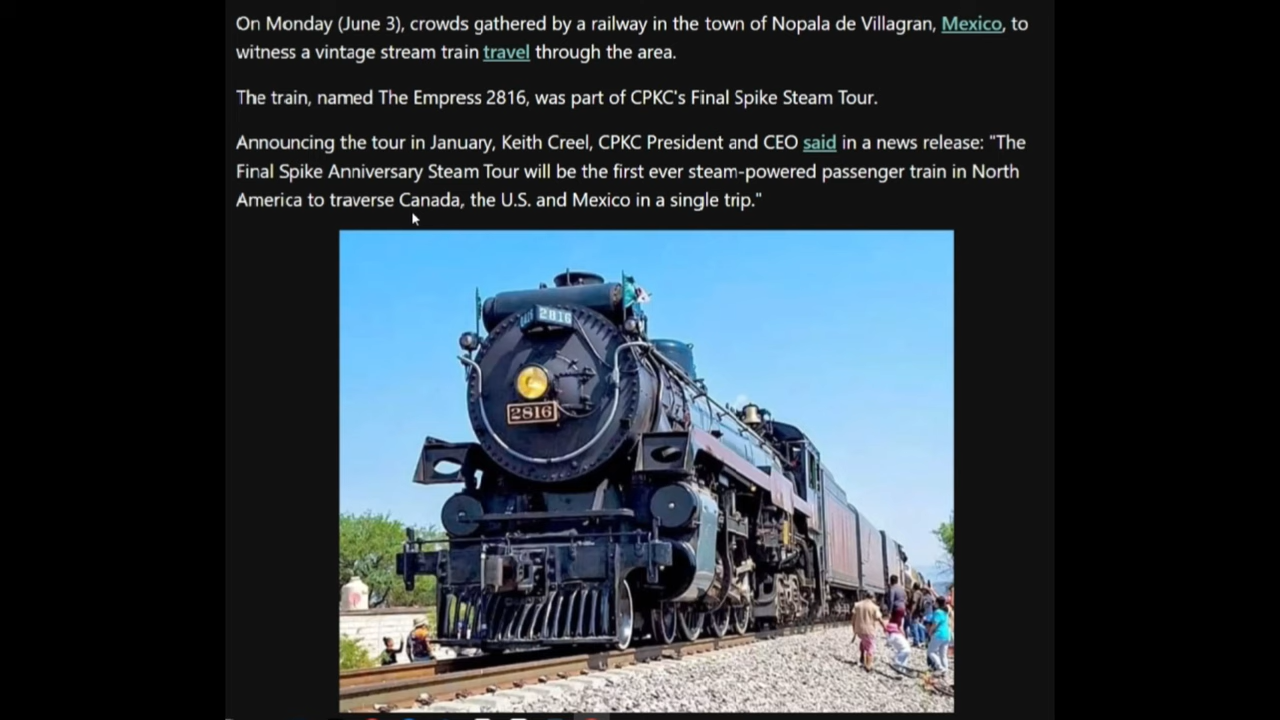 On Monday (June 3), crowds gathered by a railway in the town of Nopala de Villagran, Mexico, to
witness a vintage stream train travel through the area.
The train, named The Empress 2816, was part of CPKC's Final Spike Steam Tour.
Announcing the tour in January, Keith Creel, CPKC President and CEO said in a news release: "The
Final Spike Anniversary Steam Tour will be the first ever steam-powered passenger train in North
America to traverse Canada, the U.S. and Mexico in a single trip."
2816
2816